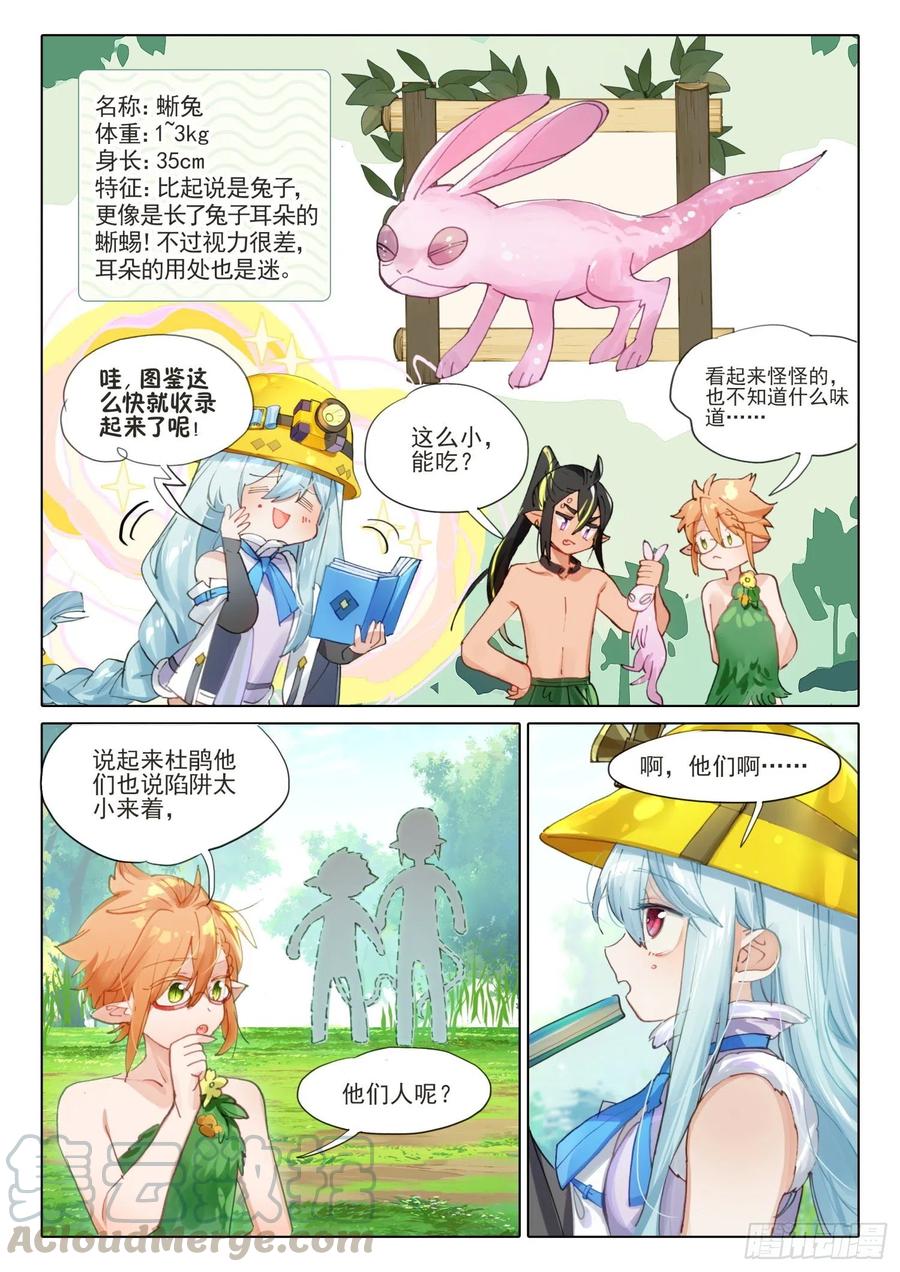 名称：蜥兔
体重：1~3kg
身长：35cm
特征：比起说是兔子，
更像是长了兔子耳朵的
蜥蜴！不过视力很差，
耳朵的用处也是迷。
哇，图鉴这
么快就收录
起来了呢！
这么小，
能吃？
看起来怪怪的，
也不知道什么味
道……
说起来杜鹃他
们也说陷阱太
小来着，
他们人呢？
啊，他们啊……
集云数据
ACloudMerge.com
腾讯动漫